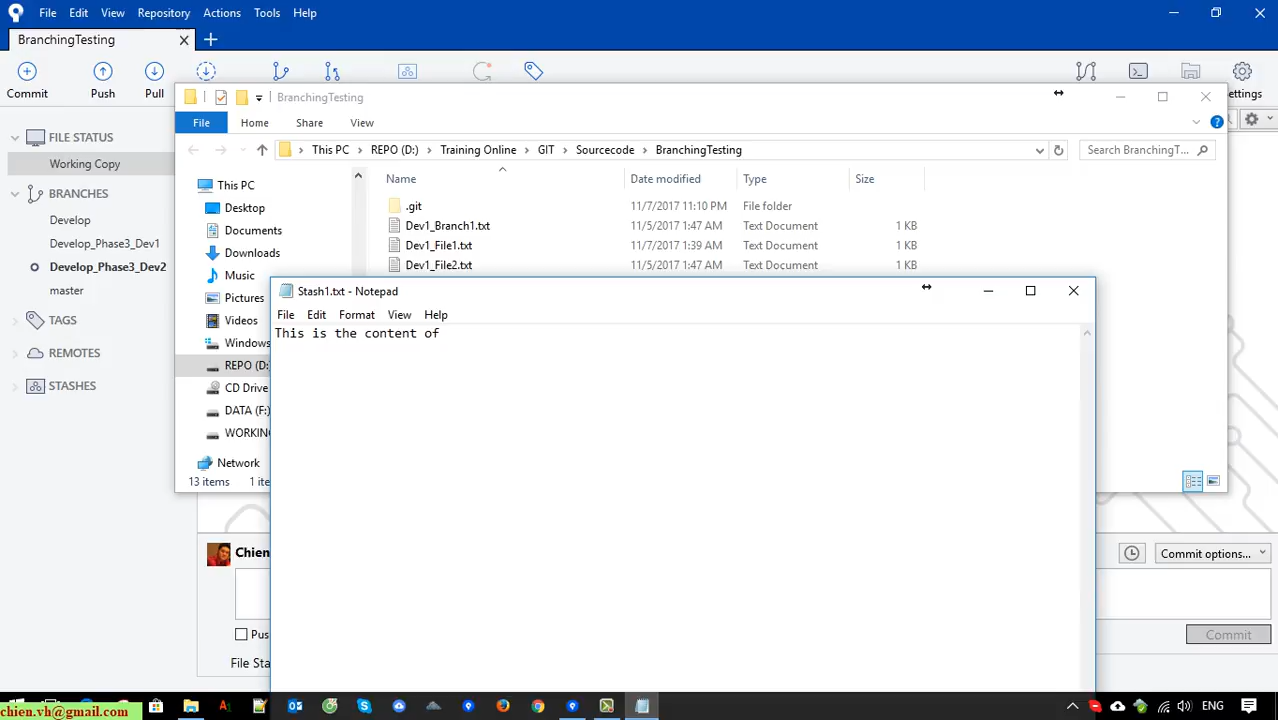 File Edit View Repository Actions Tools Help
BranchingTesting
Commit Push Pull
BranchingTesting
File Home Share View
This PC REPO (D:) Training Online GIT Sourcecode BranchingTesting
Search BranchingT...
FILE STATUS
Working Copy
BRANCHES
Develop
Develop_Phase3_Dev1
Develop_Phase3_Dev2
master
TAGS
REMOTES
STASHES
This PC
Desktop
Documents
Downloads
Music
Pictures
Videos
Windows
REPO (D:
CD Drive
DATA (F:)
Network
13 items
Name Date modified Type Size
.git 11/7/2017 11:10 PM File folder
Dev1_Branch1.txt 11/5/2017 1:47 AM Text Document 1 KB
Dev1_File1.txt 11/7/2017 1:39 AM Text Document 1 KB
Dev1_File2.txt 11/5/2017 1:47 AM Text Document 1 KB
Stash1.txt - Notepad
File Edit Format View Help
This is the content of
Chien
Commit options...
Commit
chien.vh@gmail.com
ENG